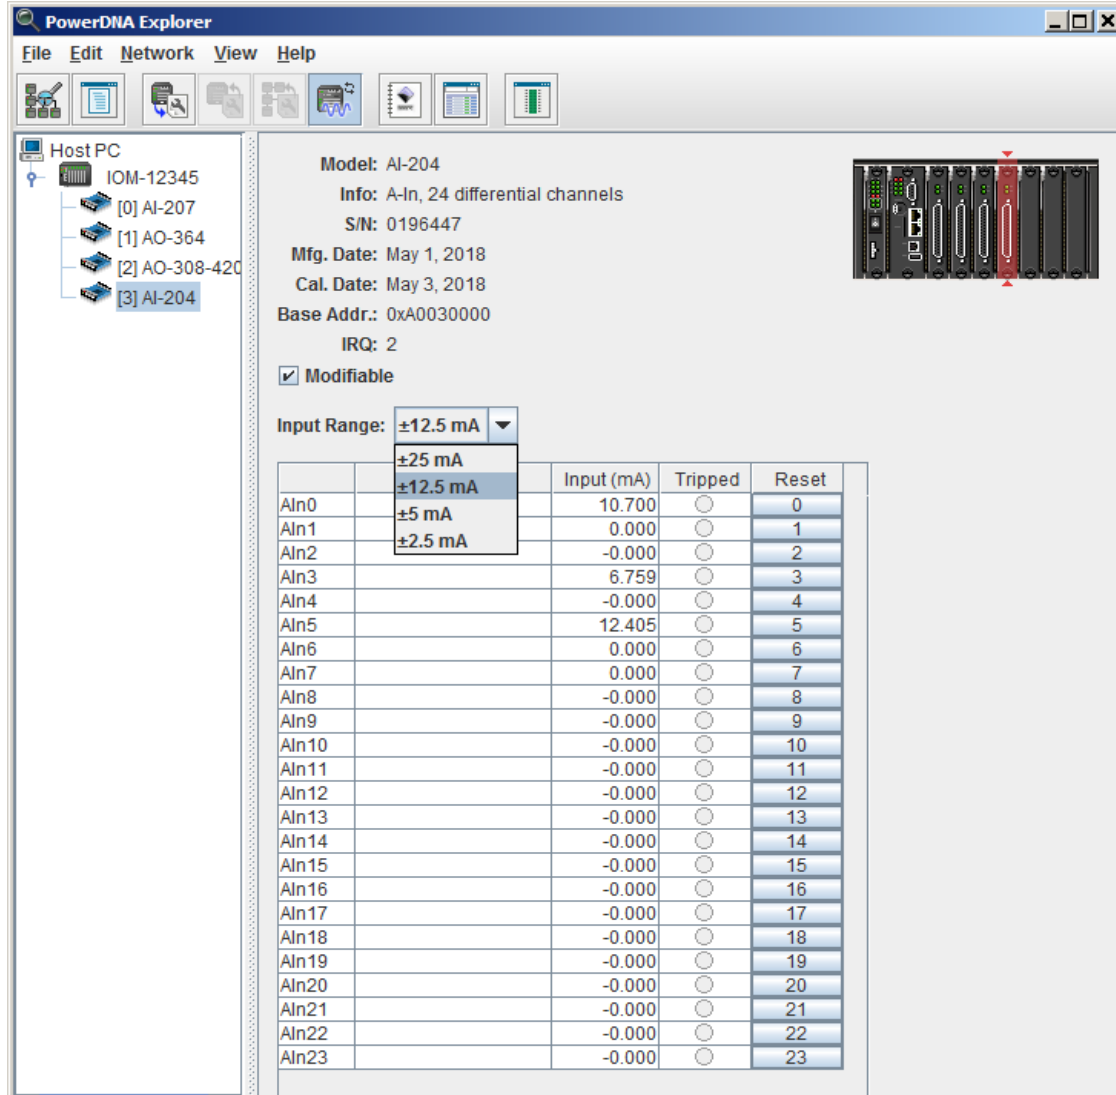 PowerDNA Explorer
File Edit Network View Help
Host PC
IOM-12345
[0] AI-207
[1] AO-364
[2] AO-308-420
[3] AI-204
Model: AI-204
Info: A-In, 24 differential channels
S/N: 0196447
Mfg. Date: May 1, 2018
Cal. Date: May 3, 2018
Base Addr.: 0xA0030000
IRQ: 2
Modifiable
Input Range: ±12.5 mA
±25 mA
±12.5 mA
±5 mA
±2.5 mA
Input (mA) Tripped Reset
AIn0 10.700 0
AIn1 0.000 1
AIn2 -0.000 2
AIn3 6.759 3
AIn4 -0.000 4
AIn5 12.405 5
AIn6 0.000 6
AIn7 0.000 7
AIn8 -0.000 8
AIn9 -0.000 9
AIn10 -0.000 10
AIn11 -0.000 11
AIn12 -0.000 12
AIn13 -0.000 13
AIn14 -0.000 14
AIn15 -0.000 15
AIn16 -0.000 16
AIn17 -0.000 17
AIn18 -0.000 18
AIn19 -0.000 19
AIn20 -0.000 20
AIn21 -0.000 21
AIn22 -0.000 22
AIn23 -0.000 23